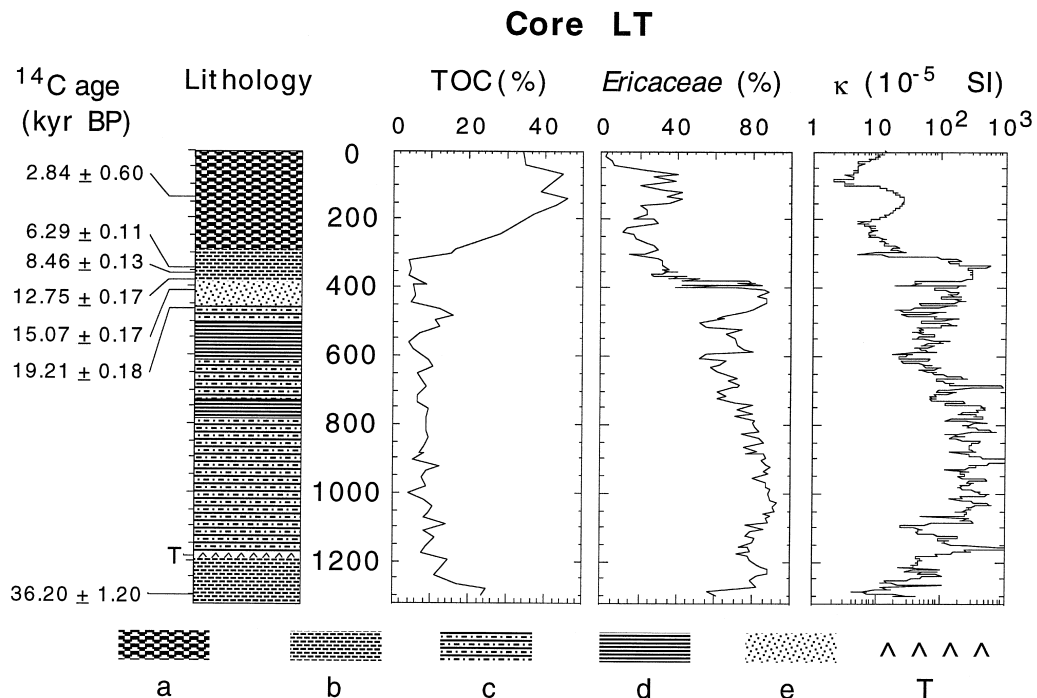 Core LT
14C age (kyr BP)
Lithology
TOC (%)
Ericaceae (%)
κ (10-5 SI)
0 20 40
0 40 80
1 10 10² 10³
2.84 ± 0.60
6.29 ± 0.11
8.46 ± 0.13
12.75 ± 0.17
15.07 ± 0.17
19.21 ± 0.18
T
36.20 ± 1.20
0
200
400
600
800
1000
1200
a b c d e T